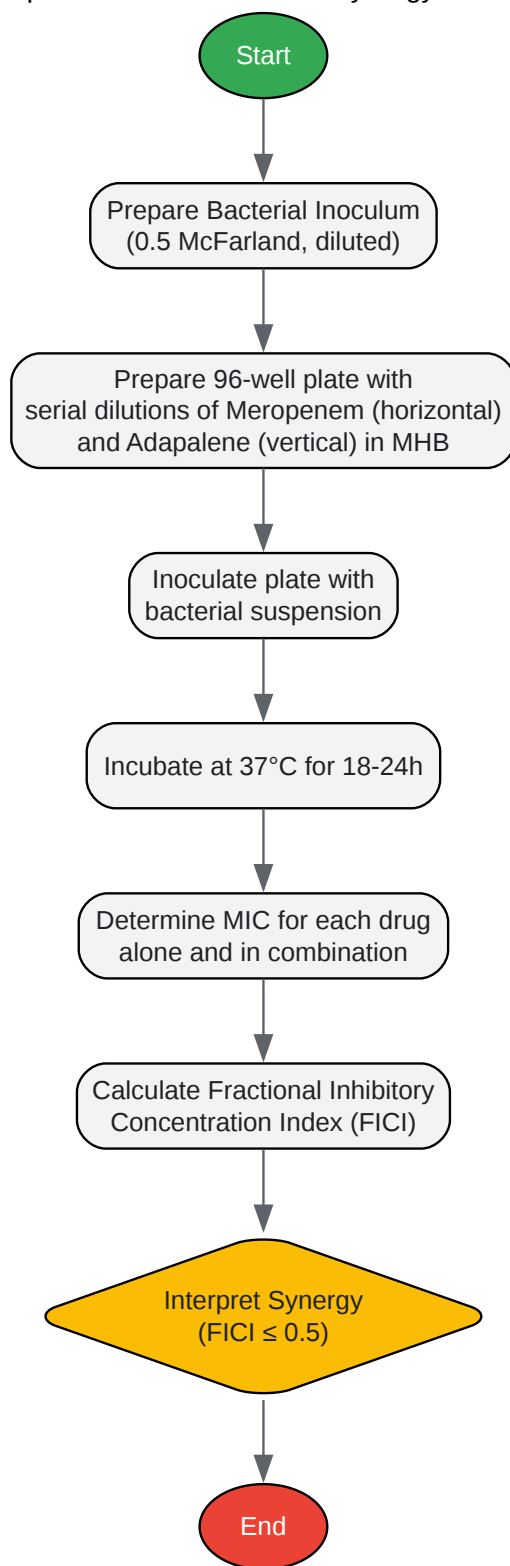 Start
Prepare Bacterial Inoculum
(0.5 McFarland, diluted)
Prepare 96-well plate with
serial dilutions of Meropenem (horizontal)
and Adapalene (vertical) in MHB
Inoculate plate with
bacterial suspension
Incubate at 37°C for 18-24h
Determine MIC for each drug
alone and in combination
Calculate Fractional Inhibitory
Concentration Index (FICI)
Interpret Synergy
(FICI ≤ 0.5)
End